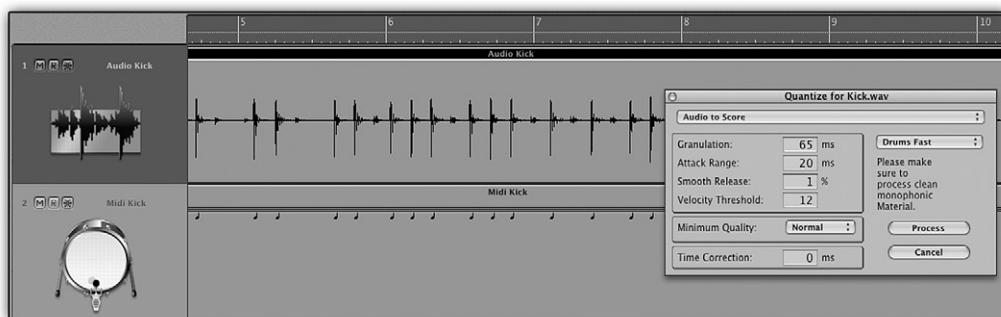 5 6 7 8 9 10
Audio Kick
1 M R Audio Kick
Quantize for Kick.wav
Audio to Score
Granulation: 65 ms
Attack Range: 20 ms
Smooth Release: 1 %
Velocity Threshold: 12
Drums Fast
Please make
sure to
process clean
monophonic
Material.
Minimum Quality: Normal
Process
Time Correction: 0 ms
Cancel
Midi Kick
2 M R Midi Kick